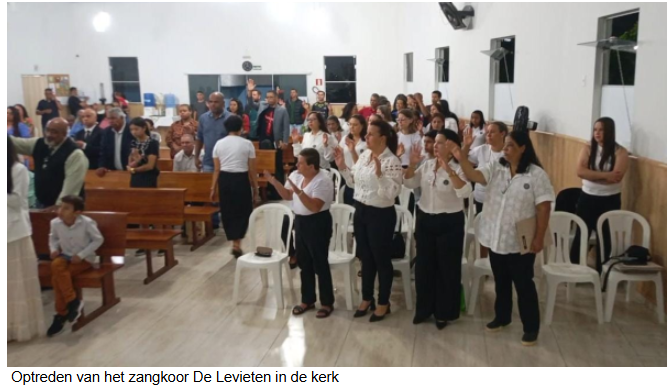 Optreden van het zangkoor De Levieten in de kerk